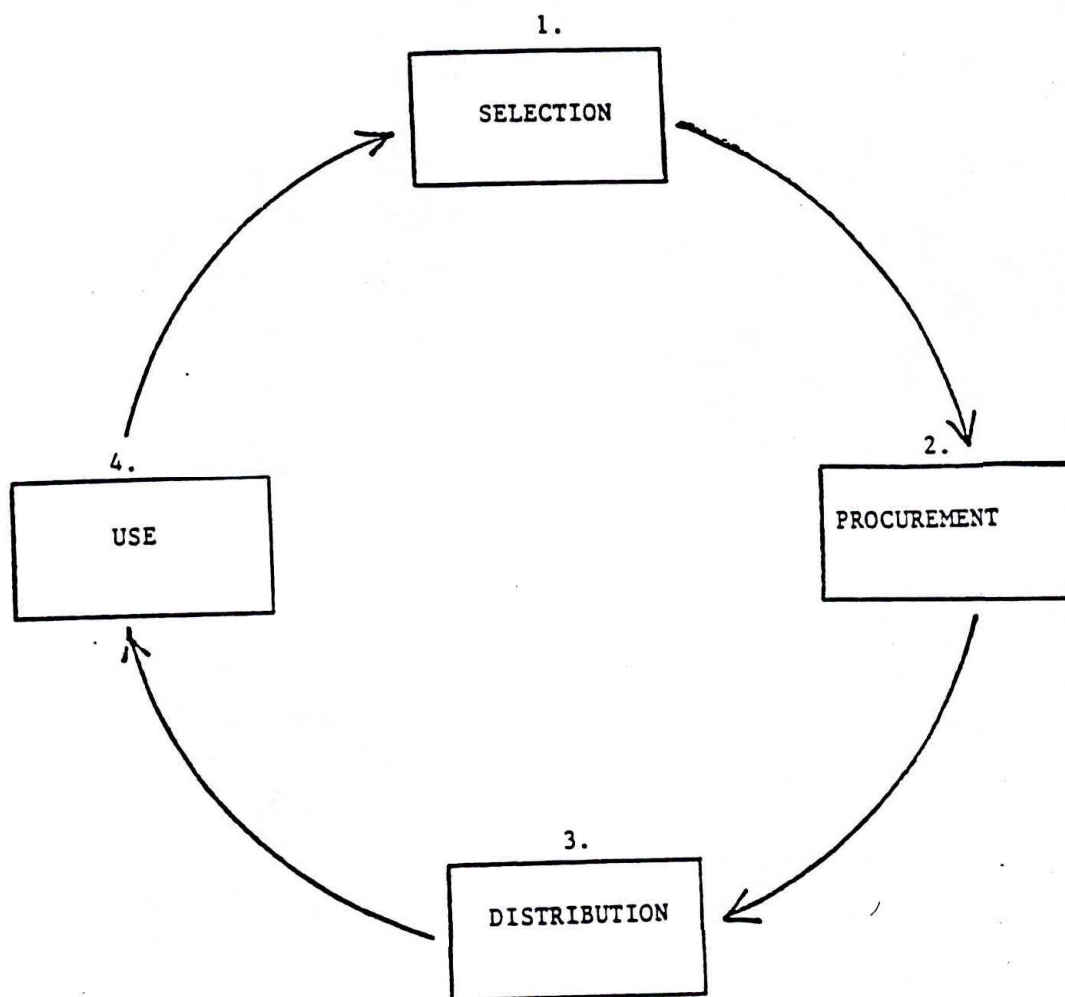 1.
SELECTION
2.
PROCUREMENT
3.
DISTRIBUTION
4.
USE